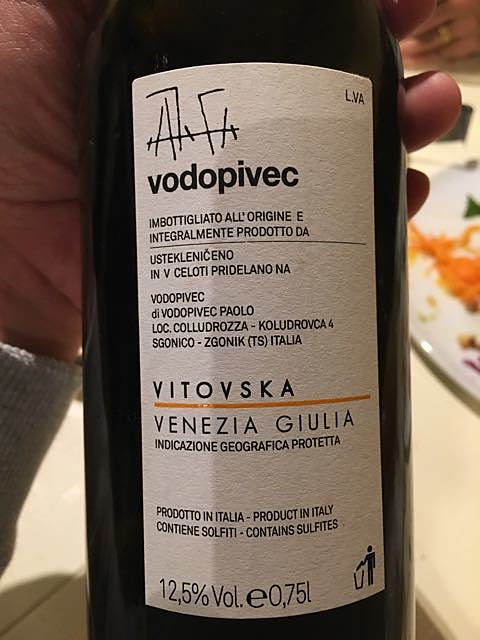 L.VA
vodopivec
IMBOTTIGLIATO ALL'ORIGINE E
INTEGRALMENTE PRODOTTO DA
USTEKLENIČENO
IN V CELOTI PRIDELANO NA
VODOPIVEC
di VODOPIVEC PAOLO
LOC. COLLUDROZZA - KOLUDROVCA 4
SGONICO - ZGONIK (TS) ITALIA
VITOVSKA
VENEZIA GIULIA
INDICAZIONE GEOGRAFICA PROTETTA
PRODOTTO IN ITALIA - PRODUCT IN ITALY
CONTIENE SOLFITI - CONTAINS SULFITES
12,5% Vol. e 0,75l